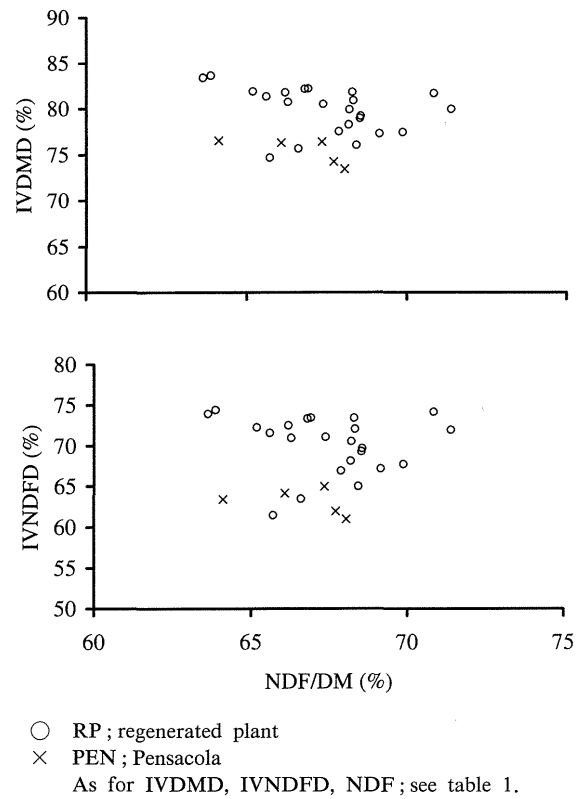 90
85
80
75
70
65
60
IVDMD (%)
80
75
70
65
60
55
50
IVNDFD (%)
60 65 70 75
NDF/DM (%)
RP ; regenerated plant
PEN ; Pensacola
As for IVDMD, IVNDFD, NDF ; see table 1.